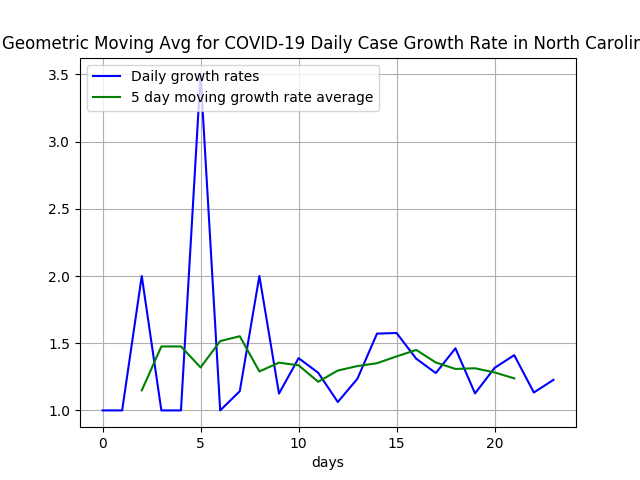 Geometric Moving Avg for COVID-19 Daily Case Growth Rate in North Carolin
Daily growth rates
5 day moving growth rate average
3.5
3.0
2.5
2.0
1.5
1.0
0 5 10 15 20
days